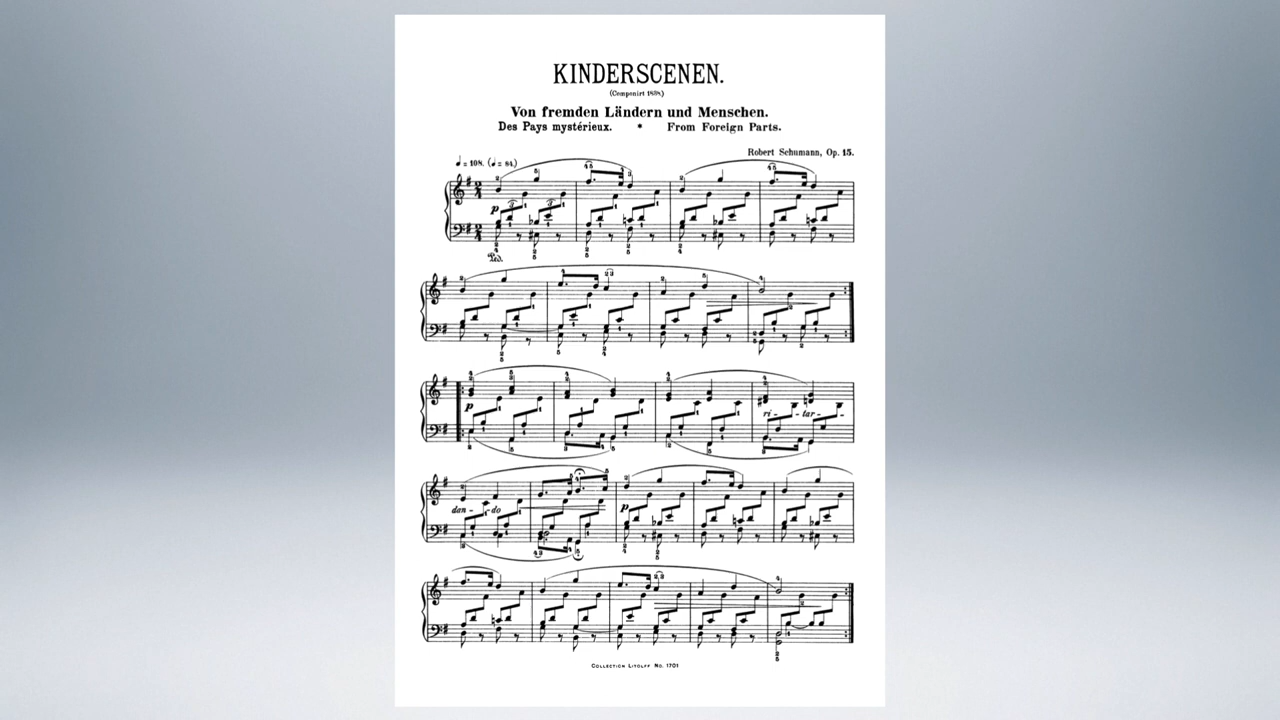 KINDERSCENEN.
(Componirt 1838.)
Von fremden Ländern und Menschen.
Des Pays mystérieux. * From Foreign Parts.
Robert Schumann, Op. 15.
♩ = 108. (♩ = 84.)
p
Ped.
p
ri - tar -
dan - do
p
COLLECTION LITOLFF No. 1701